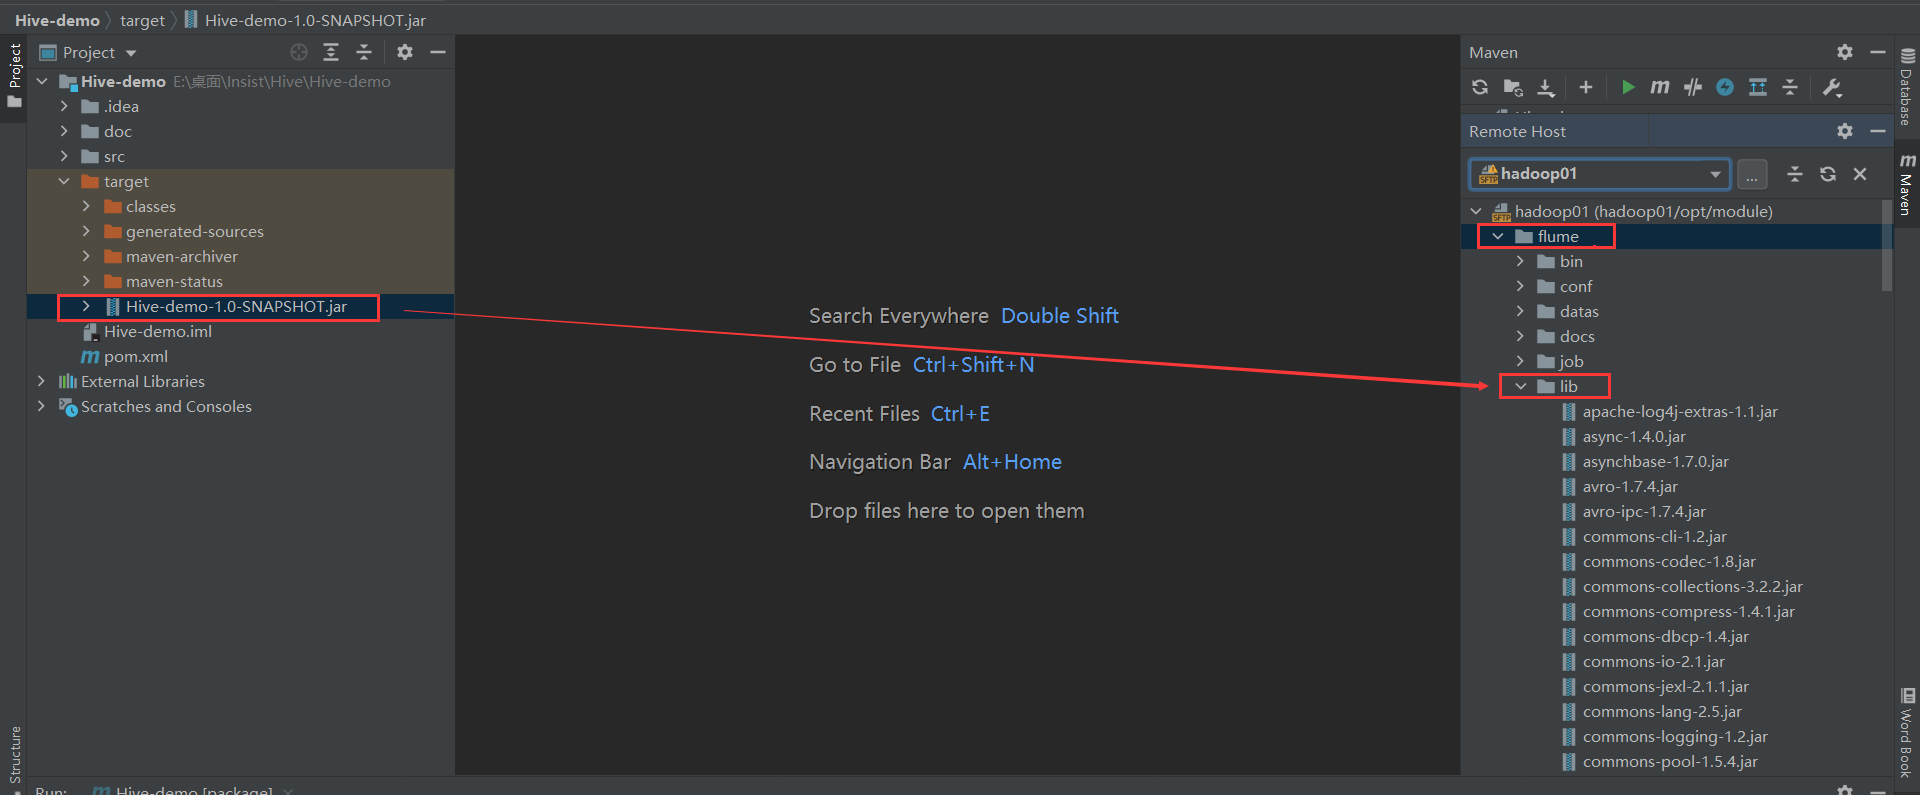 Hive-demo target Hive-demo-1.0-SNAPSHOT.jar
Project
Structure
Project
Hive-demo E:\桌面\Insist\Hive\Hive-demo
.idea
doc
src
target
classes
generated-sources
maven-archiver
maven-status
Hive-demo-1.0-SNAPSHOT.jar
Hive-demo.iml
pom.xml
External Libraries
Scratches and Consoles
Search Everywhere Double Shift
Go to File Ctrl+Shift+N
Recent Files Ctrl+E
Navigation Bar Alt+Home
Drop files here to open them
Maven
Remote Host
SFTP hadoop01 ...
SFTP hadoop01 (hadoop01/opt/module)
flume
bin
conf
datas
docs
job
lib
apache-log4j-extras-1.1.jar
async-1.4.0.jar
asynchbase-1.7.0.jar
avro-1.7.4.jar
avro-ipc-1.7.4.jar
commons-cli-1.2.jar
commons-codec-1.8.jar
commons-collections-3.2.2.jar
commons-compress-1.4.1.jar
commons-dbcp-1.4.jar
commons-io-2.1.jar
commons-jexl-2.1.1.jar
commons-lang-2.5.jar
commons-logging-1.2.jar
commons-pool-1.5.4.jar
Database
Maven
Word Book
Run: Hive-demo [package]